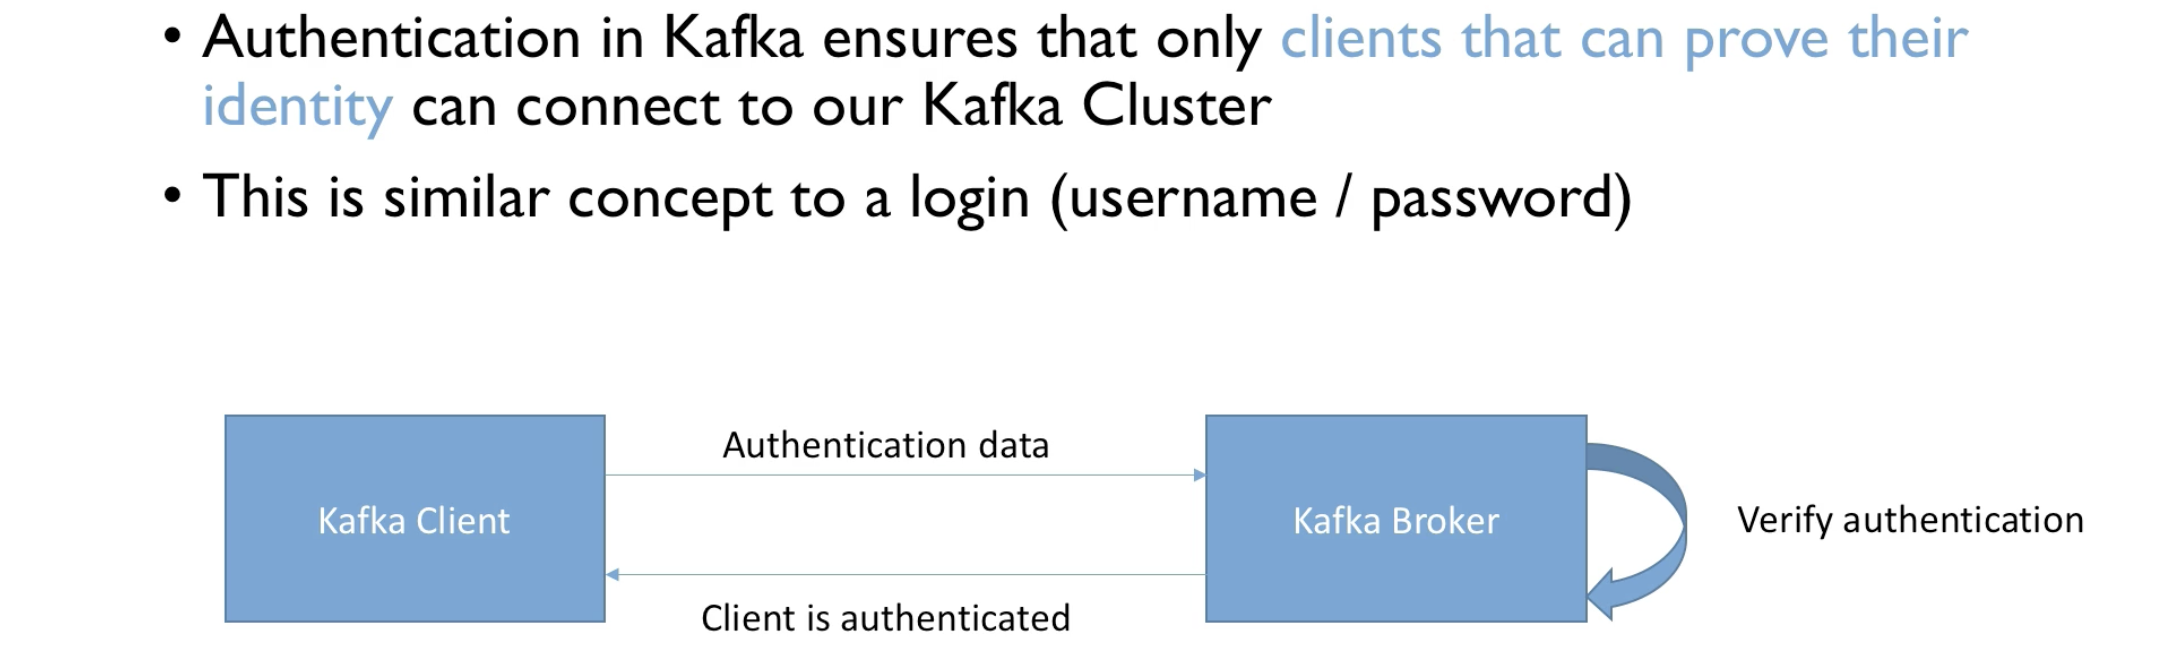 • Authentication in Kafka ensures that only clients that can prove their
identity can connect to our Kafka Cluster
• This is similar concept to a login (username / password)
Authentication data
Kafka Client
Kafka Broker
Verify authentication
Client is authenticated